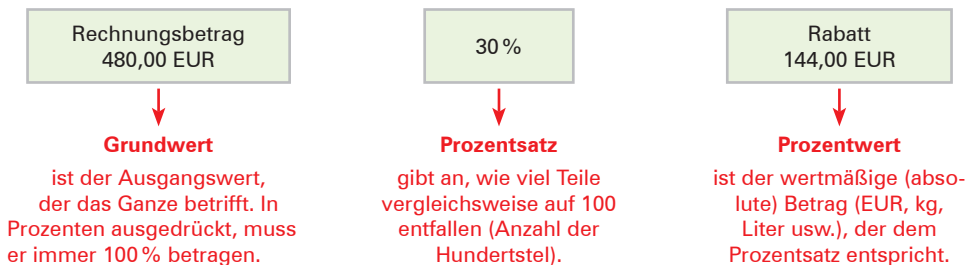 Rechnungsbetrag
480,00 EUR
30 %
Rabatt
144,00 EUR
Grundwert
ist der Ausgangswert,
der das Ganze betrifft. In
Prozenten ausgedrückt, muss
er immer 100 % betragen.
Prozentsatz
gibt an, wie viel Teile
vergleichsweise auf 100
entfallen (Anzahl der
Hundertstel).
Prozentwert
ist der wertmäßige (abso-
lute) Betrag (EUR, kg,
Liter usw.), der dem
Prozentsatz entspricht.